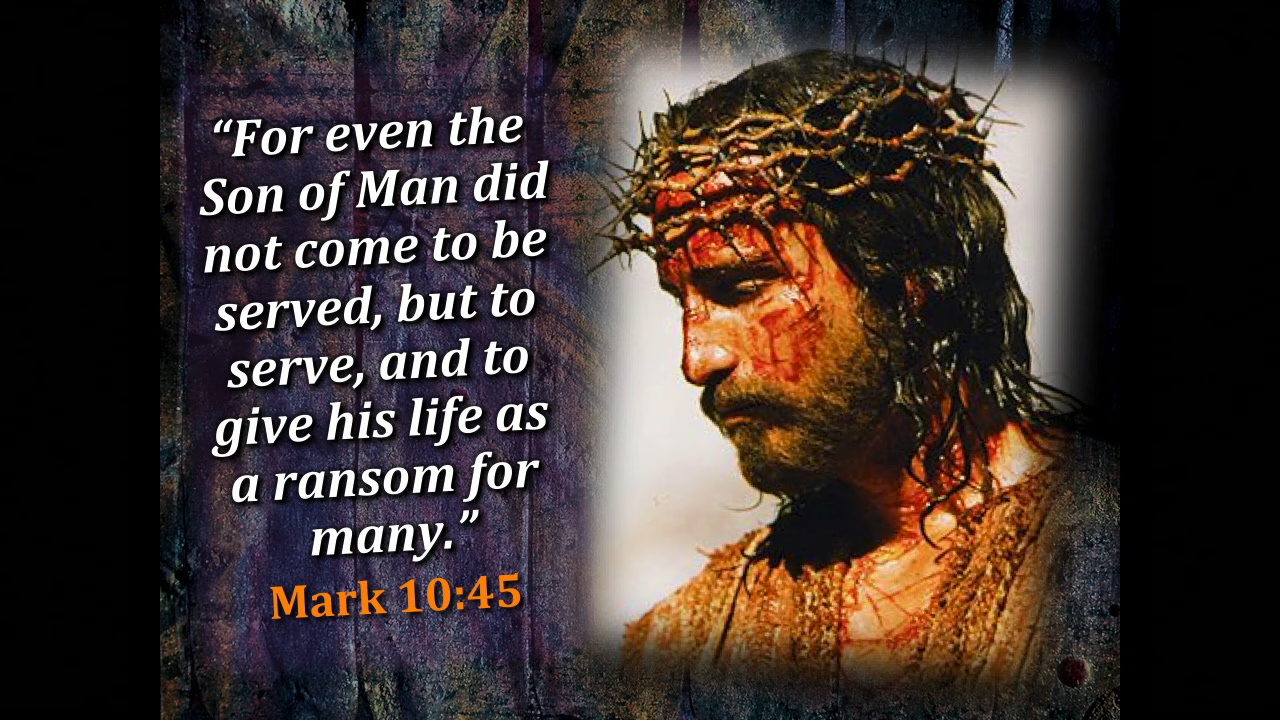 “For even the
Son of Man did
not come to be
served, but to
serve, and to
give his life as
a ransom for
many.”
Mark 10:45